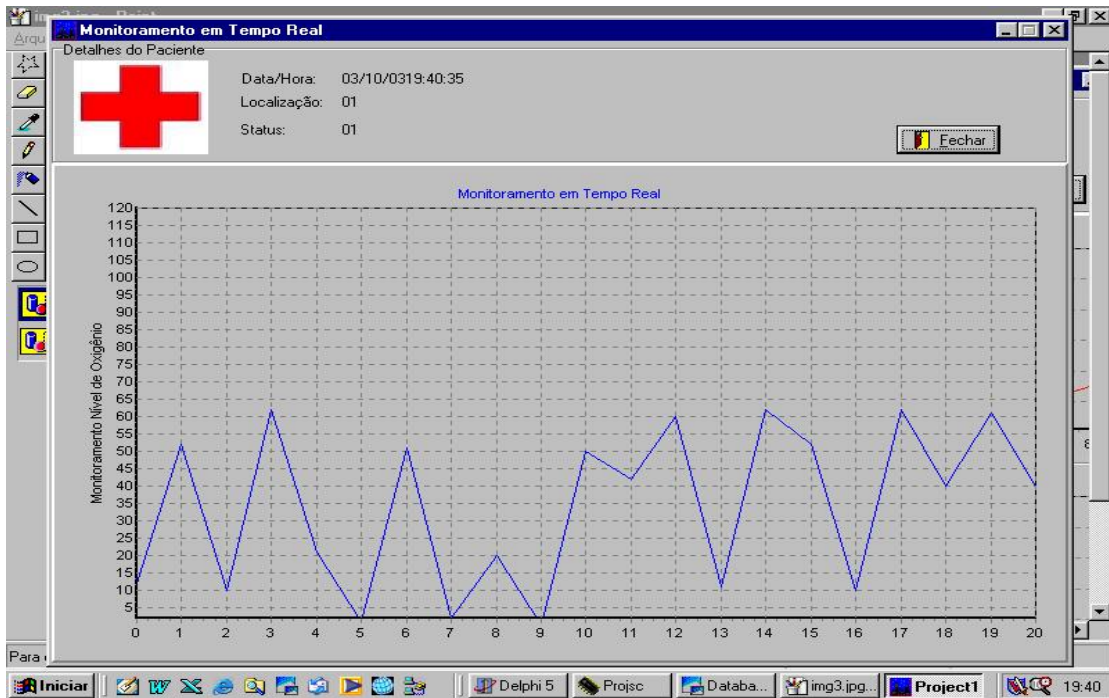 Monitoramento em Tempo Real
Arqu
Detalhes do Paciente
Data/Hora: 03/10/0319:40:35
Localização: 01
Status: 01
Fechar
Monitoramento em Tempo Real
Monitoramento Nível de Oxigênio
120
115
110
105
100
95
90
85
80
75
70
65
60
55
50
45
40
35
30
25
20
15
10
5
0 1 2 3 4 5 6 7 8 9 10 11 12 13 14 15 16 17 18 19 20
Para
Iniciar Delphi 5 Projsc Databa... img3.jpg... Project1 19:40